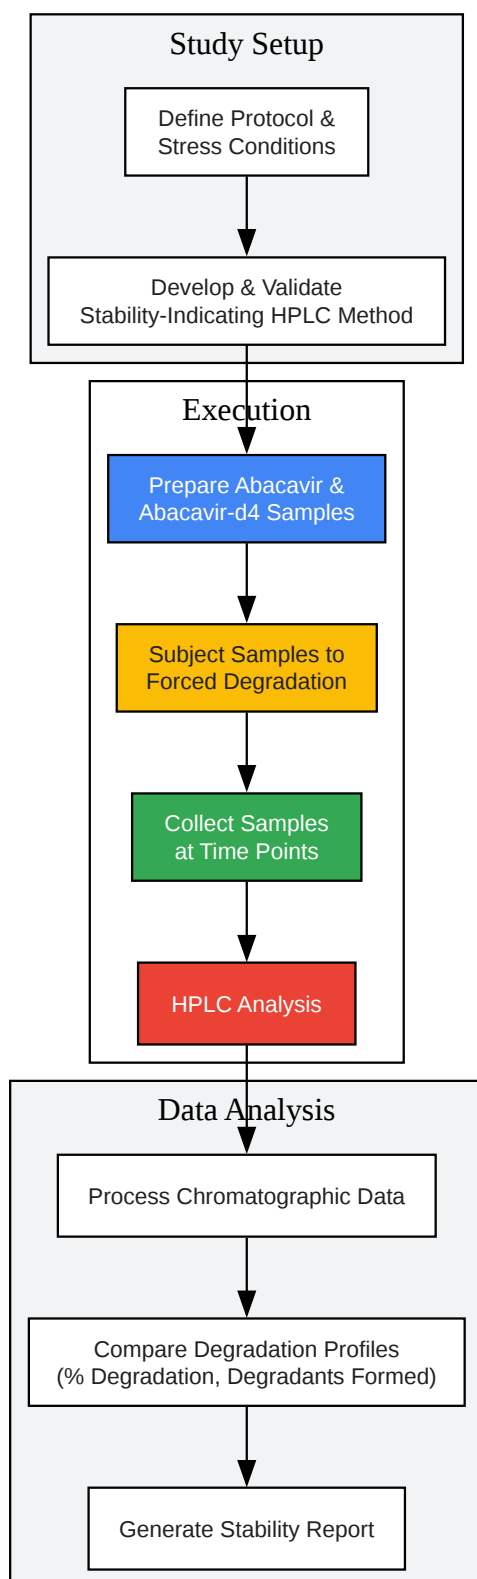 Study Setup
Define Protocol &
Stress Conditions
Develop & Validate
Stability-Indicating HPLC Method
Execution
Prepare Abacavir &
Abacavir-d4 Samples
Subject Samples to
Forced Degradation
Collect Samples
at Time Points
HPLC Analysis
Data Analysis
Process Chromatographic Data
Compare Degradation Profiles
(% Degradation, Degradants Formed)
Generate Stability Report